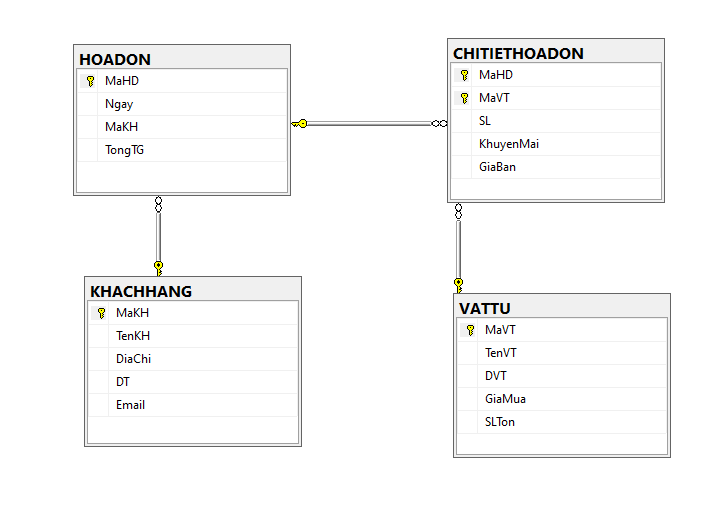 HOADON
MaHD
Ngay
MaKH
TongTG
CHITIETHOADON
MaHD
MaVT
SL
KhuyenMai
GiaBan
KHACHHANG
MaKH
TenKH
DiaChi
DT
Email
VATTU
MaVT
TenVT
DVT
GiaMua
SLTon